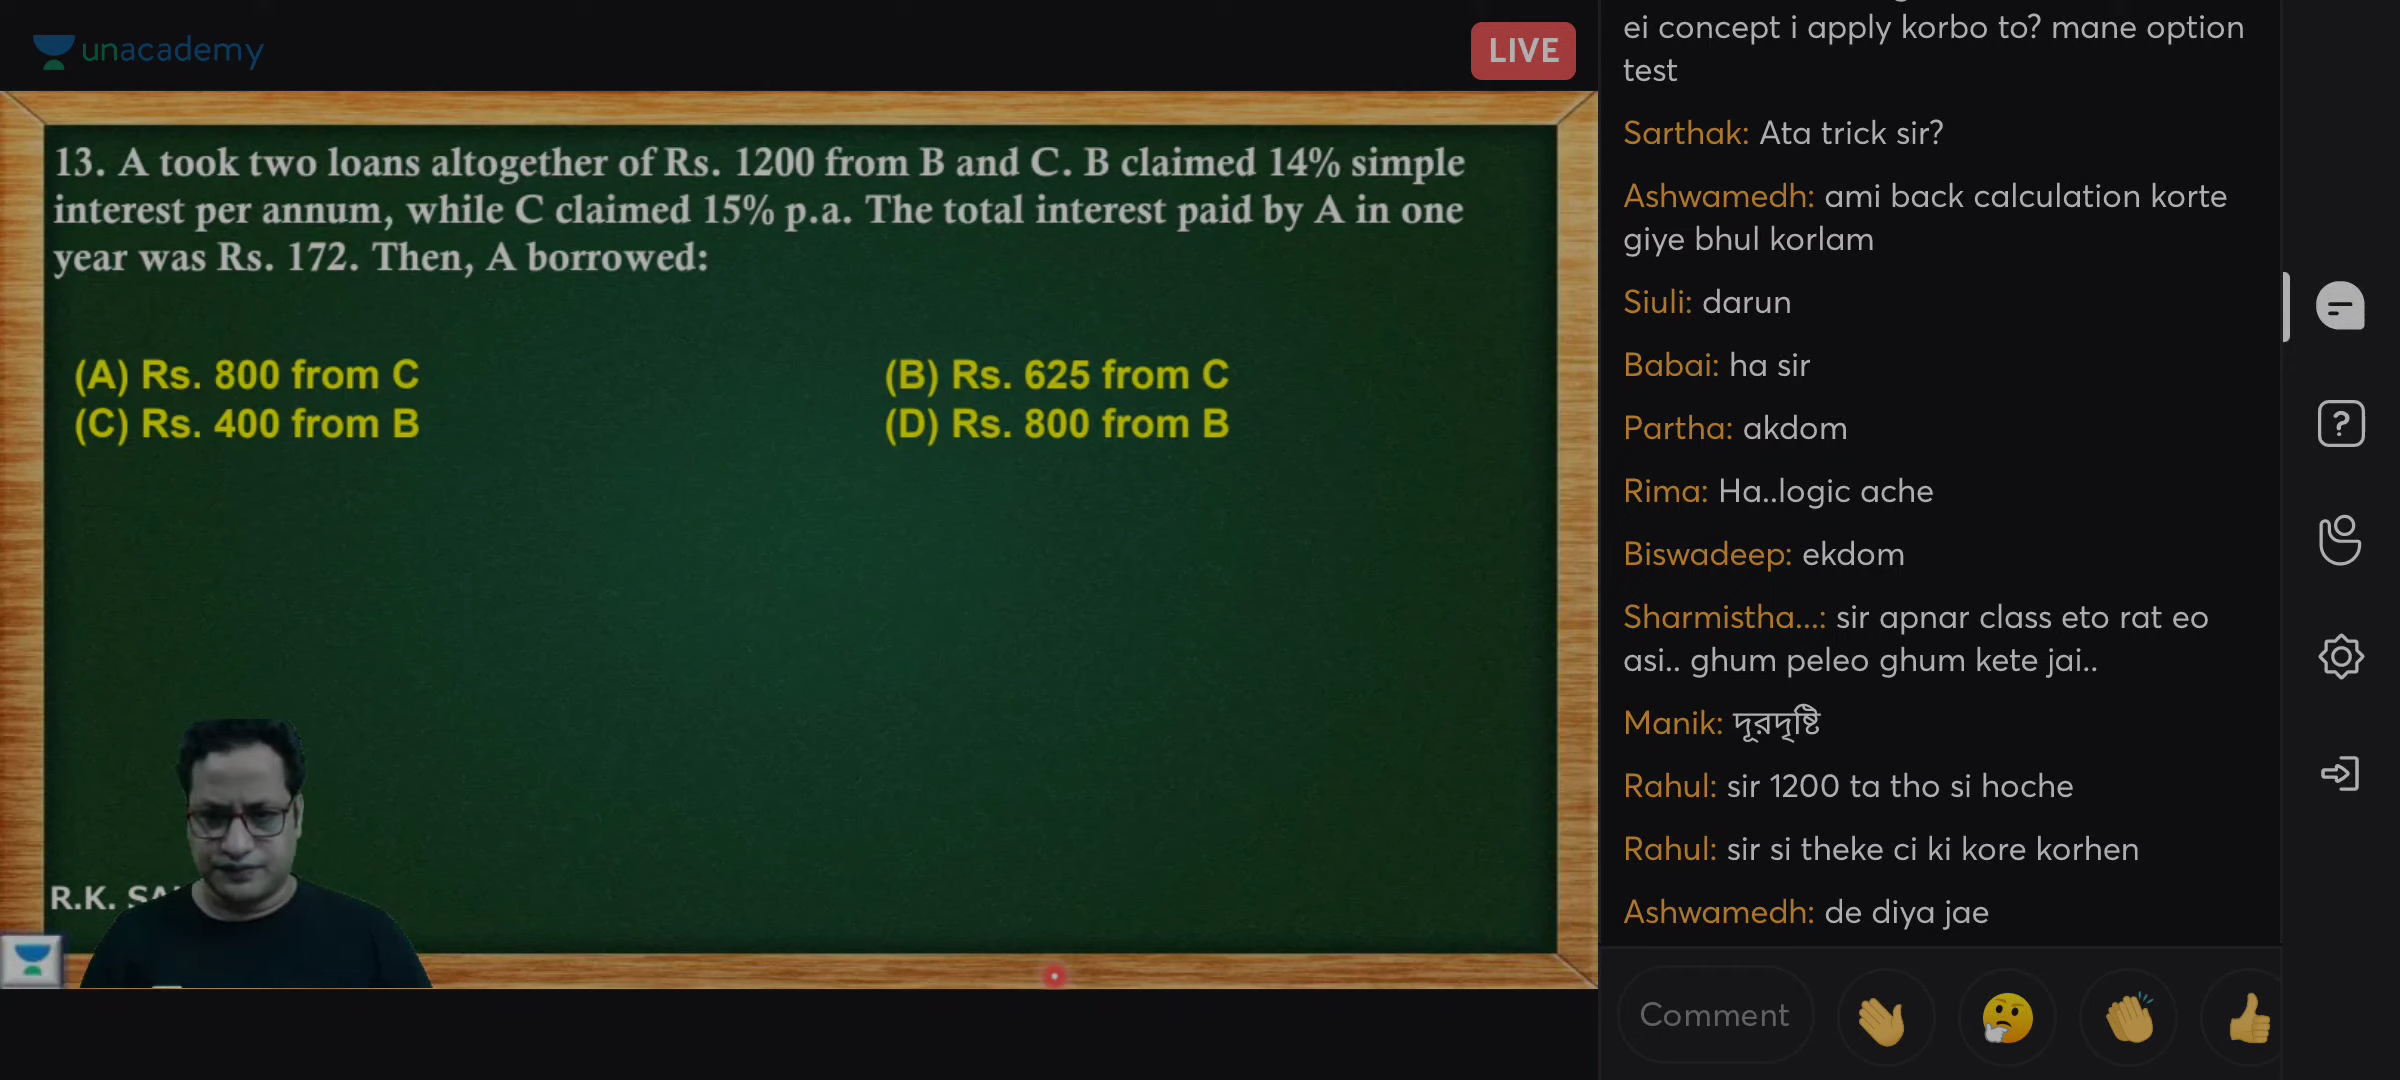 unacademy
LIVE
13. A took two loans altogether of Rs. 1200 from B and C. B claimed 14% simple
interest per annum, while C claimed 15% p.a. The total interest paid by A in one
year was Rs. 172. Then, A borrowed:
(A) Rs. 800 from C
(B) Rs. 625 from C
(C) Rs. 400 from B
(D) Rs. 800 from B
R.K.
ei concept i apply korbo to? mane option
test
Sarthak: Ata trick sir?
Ashwamedh: ami back calculation korte
giye bhul korlam
Siuli: darun
Babai: ha sir
Partha: akdom
Rima: Ha..logic ache
Biswadeep: ekdom
Sharmistha...: sir apnar class eto rat eo
asi.. ghum peleo ghum kete jai..
Manik: দূরদৃষ্টি
Rahul: sir 1200 ta tho si hoche
Rahul: sir si theke ci ki kore korhen
Ashwamedh: de diya jae
Comment